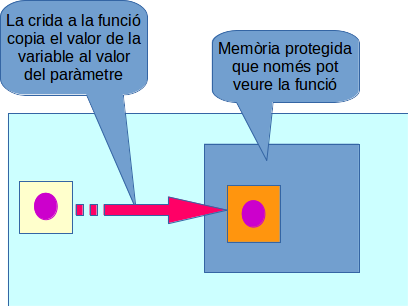 La crida a la funció
copia el valor de la
variable al valor
del paràmetre
Memòria protegida
que només pot
veure la funció